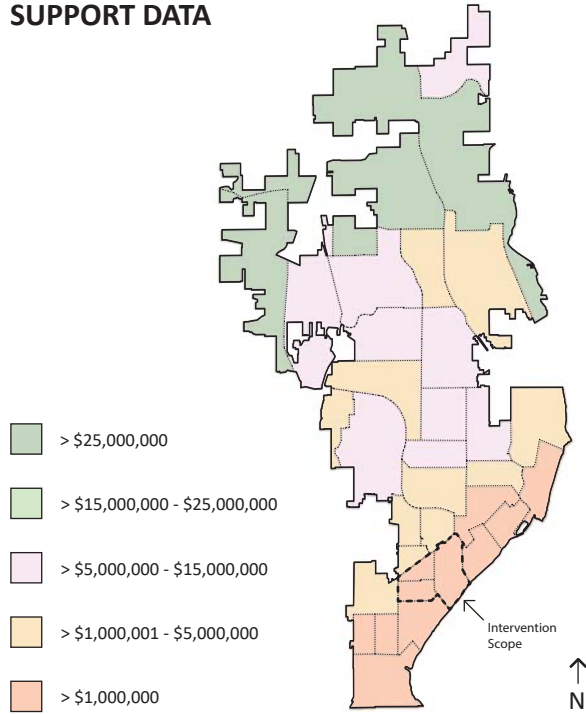 SUPPORT DATA
> $25,000,000
> $15,000,000 - $25,000,000
> $5,000,000 - $15,000,000
> $1,000,001 - $5,000,000
> $1,000,000
Intervention
Scope
N